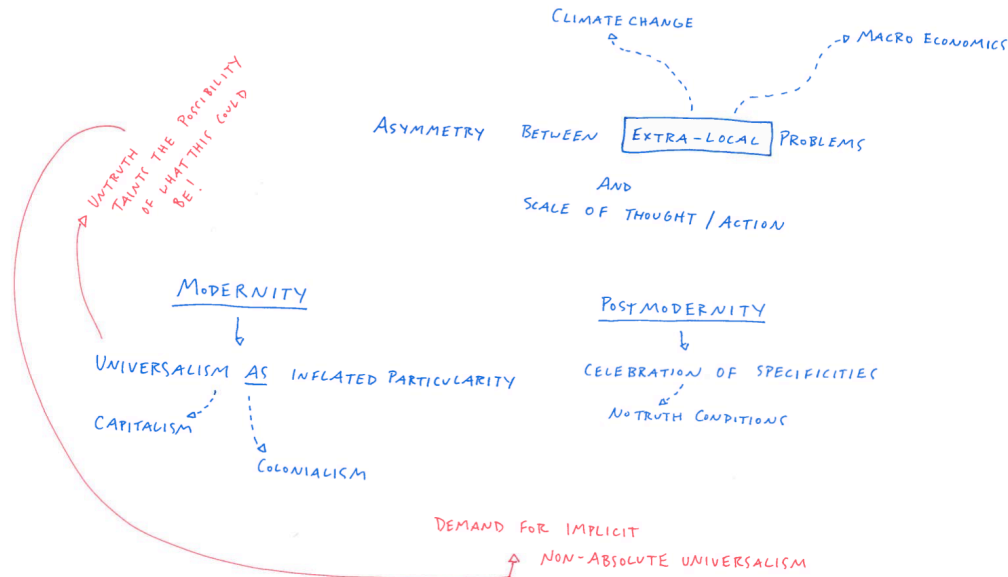 CLIMATE CHANGE
MACRO ECONOMICS
ASYMMETRY BETWEEN EXTRA-LOCAL PROBLEMS
AND
SCALE OF THOUGHT / ACTION
UNTRUTH
TAINTS THE POSSIBILITY
OF WHAT THIS COULD
BE!
MODERNITY
UNIVERSALISM AS INFLATED PARTICULARITY
CAPITALISM
COLONIALISM
POSTMODERNITY
CELEBRATION OF SPECIFICITIES
NO TRUTH CONDITIONS
DEMAND FOR IMPLICIT
NON-ABSOLUTE UNIVERSALISM